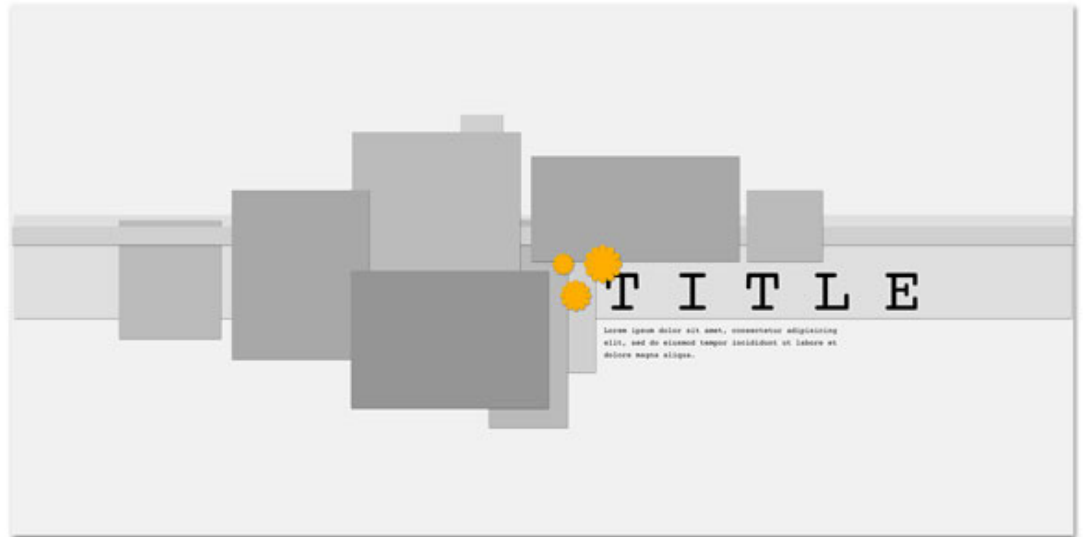 T I T L E
Lorem ipsum dolor sit amet, consectetur adipisicing
elit, sed do eiusmod tempor incididunt ut labore et
dolore magna aliqua.